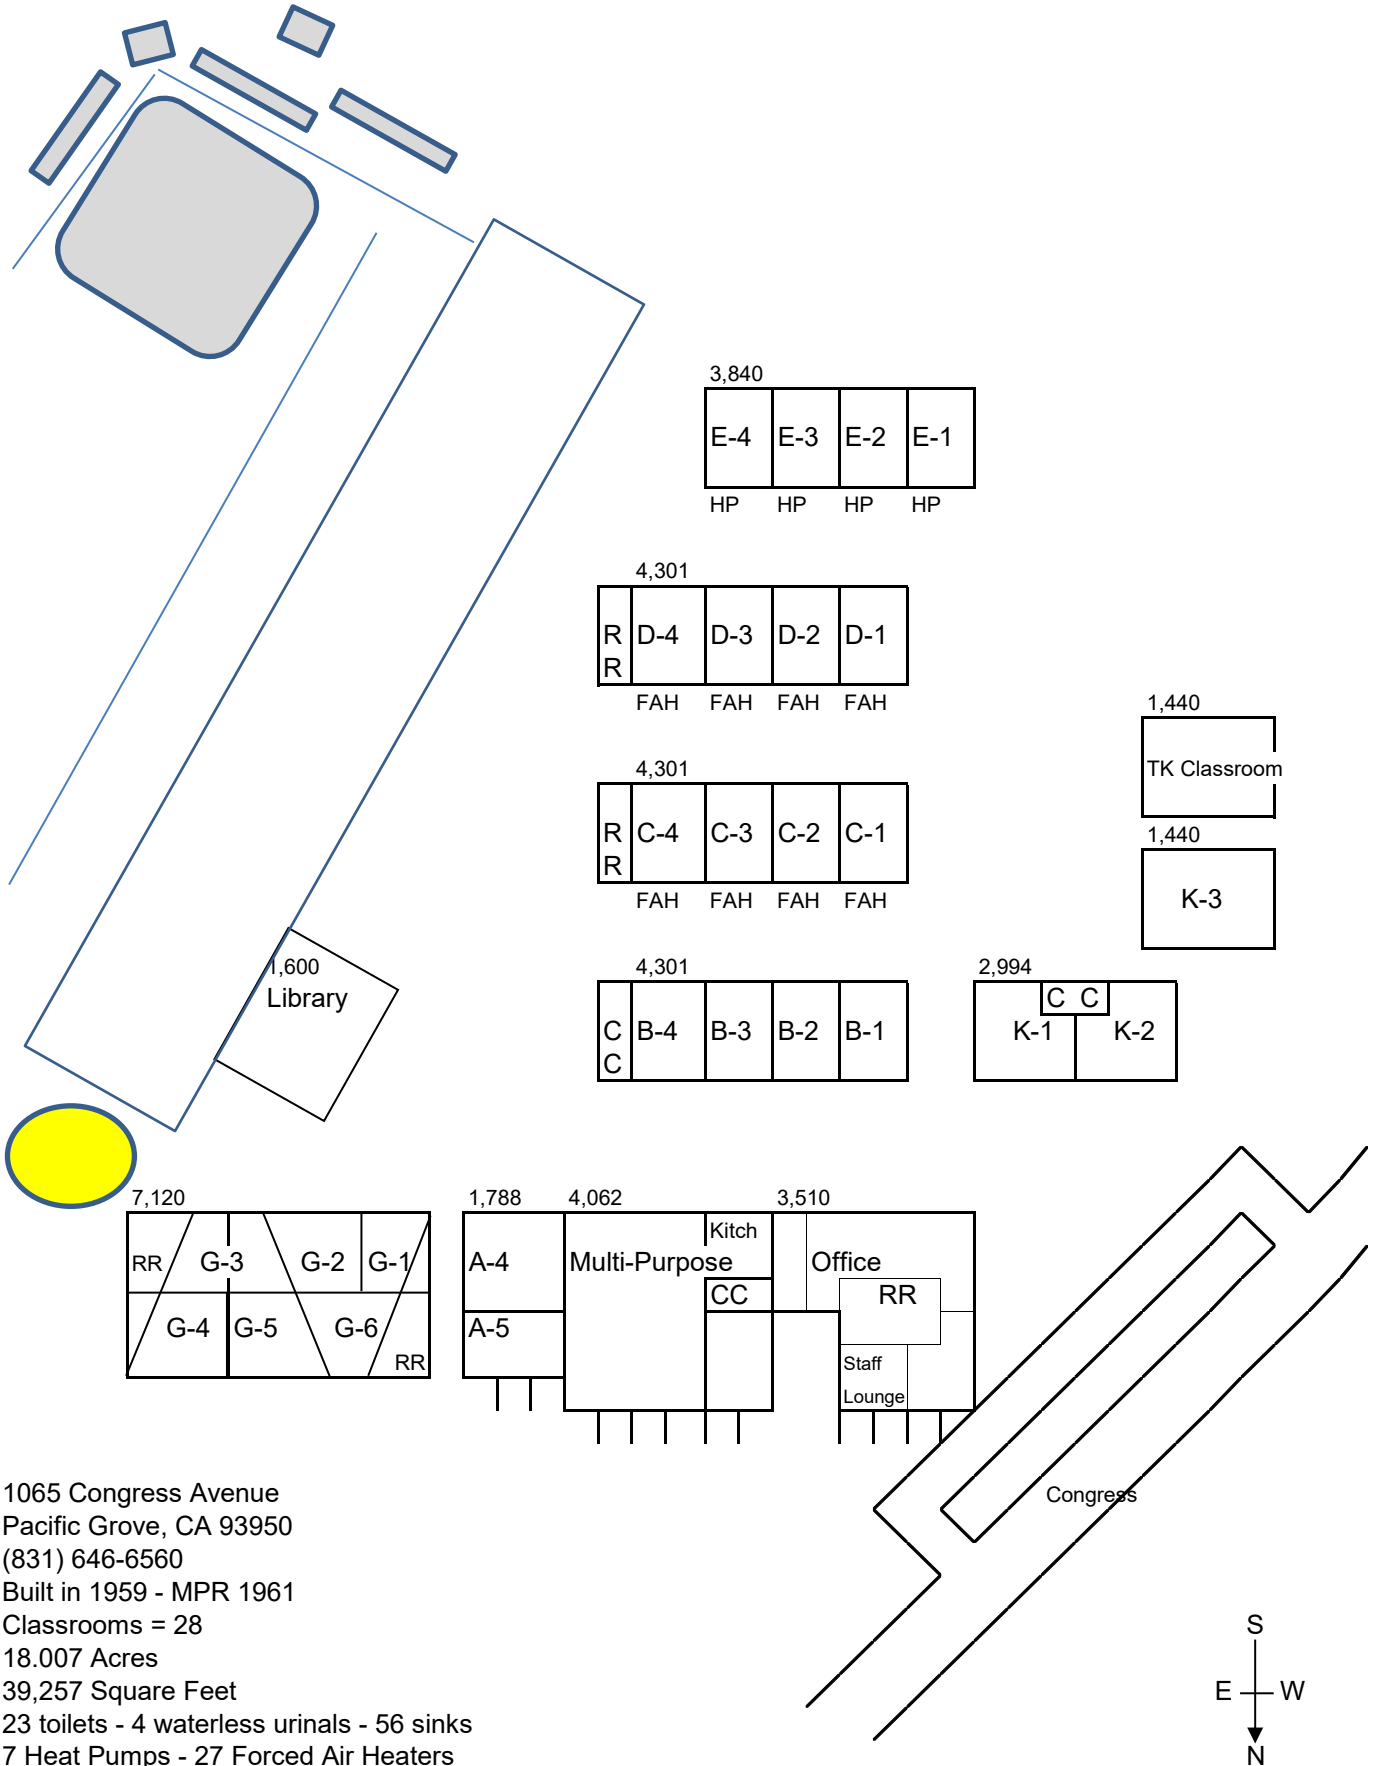 3,840
E-4 E-3 E-2 E-1
HP HP HP HP
4,301
R D-4 D-3 D-2 D-1
R
FAH FAH FAH FAH
1,440
TK Classroom
4,301
R C-4 C-3 C-2 C-1
R
FAH FAH FAH FAH
1,440
K-3
1,600
Library
4,301
C B-4 B-3 B-2 B-1
C
2,994
C C
K-1 K-2
7,120
RR G-3 G-2 G-1
G-4 G-5 G-6
RR
1,788 4,062 3,510
Kitch
A-4 Multi-Purpose Office
CC RR
A-5
Staff
Lounge
Congress
1065 Congress Avenue
Pacific Grove, CA 93950
(831) 646-6560
Built in 1959 - MPR 1961
Classrooms = 28
18.007 Acres
39,257 Square Feet
23 toilets - 4 waterless urinals - 56 sinks
7 Heat Pumps - 27 Forced Air Heaters
S
E W
N